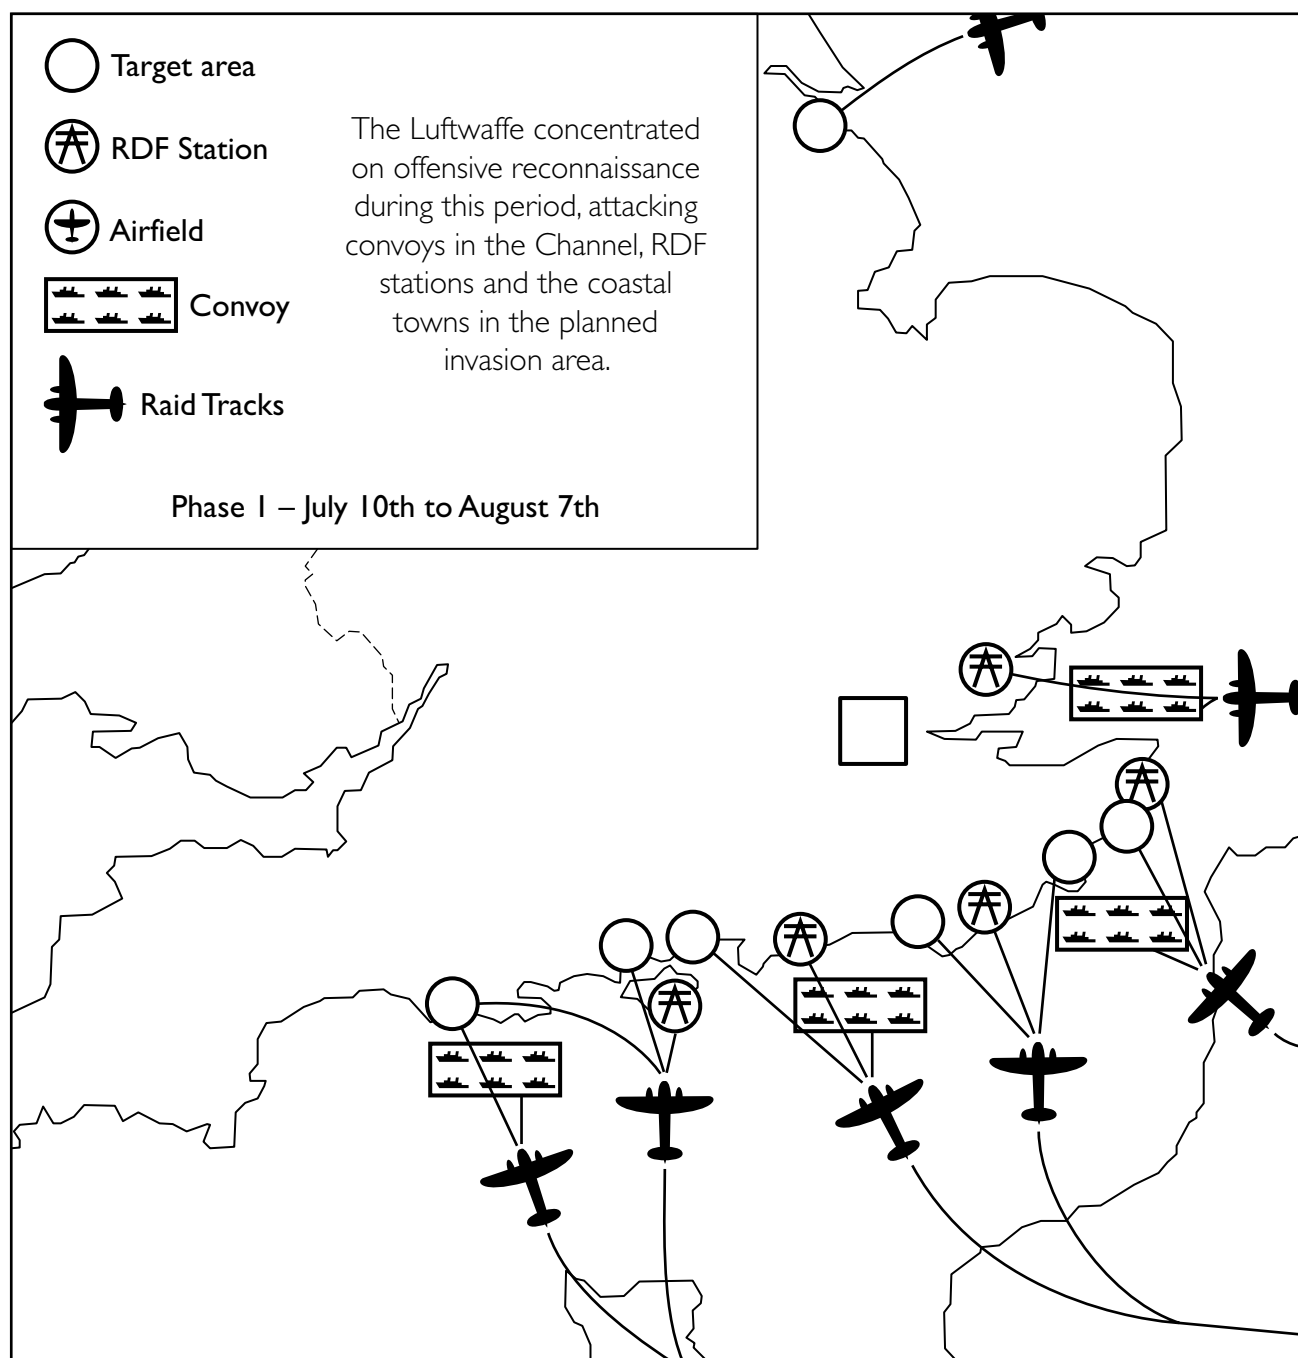 Target area
RDF Station
Airfield
Convoy
Raid Tracks
The Luftwaffe concentrated
on offensive reconnaissance
during this period, attacking
convoys in the Channel, RDF
stations and the coastal
towns in the planned
invasion area.
Phase 1 – July 10th to August 7th